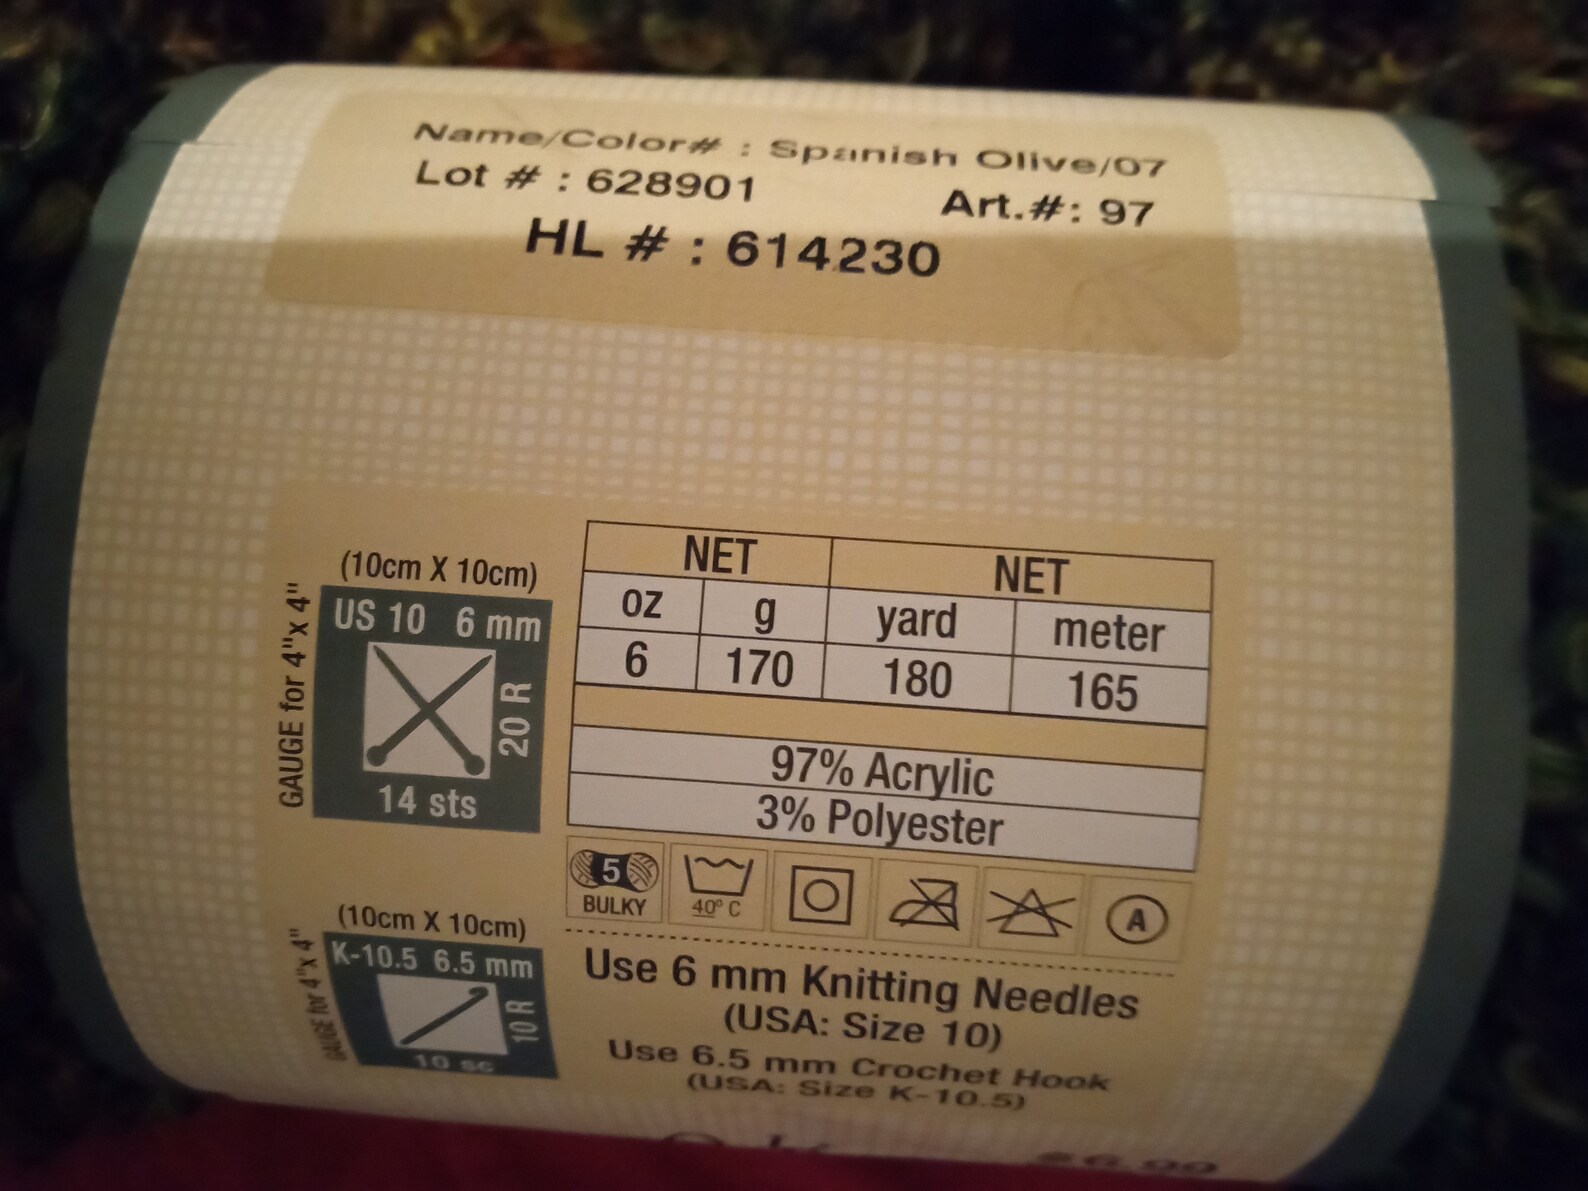 Name/Color# : Spanish Olive/07
Lot # : 628901
Art.#: 97
HL # : 614230
(10cm X 10cm)
GAUGE for 4"x 4"
US 10 6 mm
20 R
14 sts
NET NET
oz g yard meter
6 170 180 165
97% Acrylic
3% Polyester
5
BULKY
40° C
A
(10cm X 10cm)
GAUGE for 4"x 4"
K-10.5 6.5 mm
10 R
10 sc
Use 6 mm Knitting Needles
(USA: Size 10)
Use 6.5 mm Crochet Hook
(USA: Size K-10.5)
$6.99